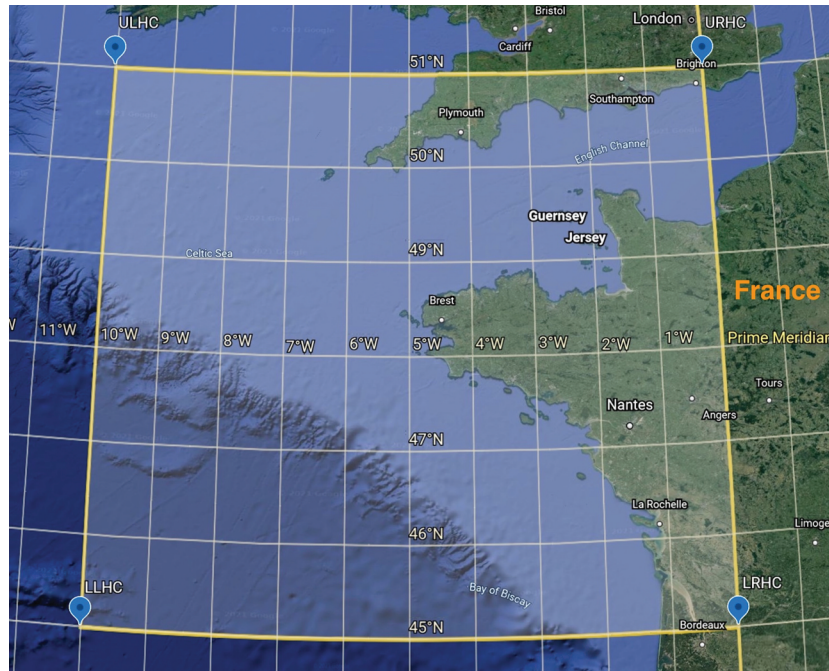 Bristol
London
ULHC
URHC
Cardiff
51°N
Brighton
Southampton
Plymouth
English Channel
50°N
Guernsey
Jersey
49°N
Celtic Sea
France
Brest
W 11°W 10°W 9°W 8°W 7°W 6°W 5°W 4°W 3°W 2°W 1°W Prime Meridian
Tours
Nantes
Angers
47°N
La Rochelle
Limoge
46°N
LLHC
LRHC
Bay of Biscay
45°N
Bordeaux